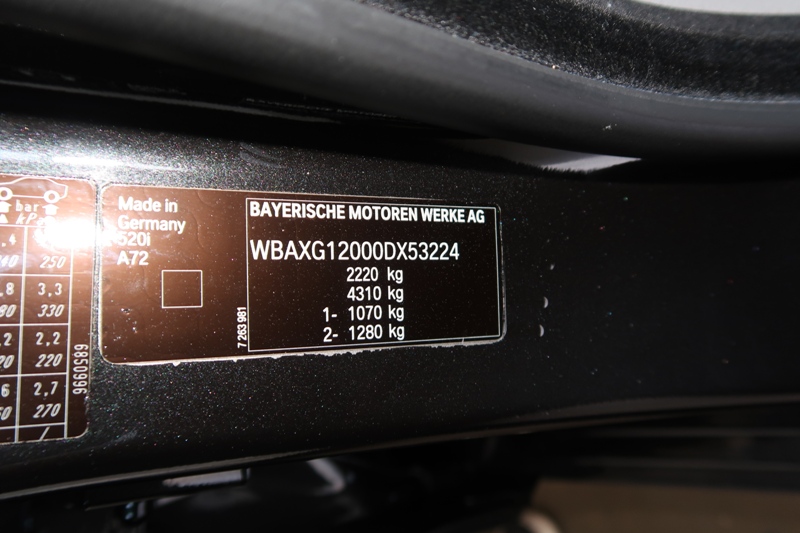 Made in
Germany
520i
A72
7 263 981
BAYERISCHE MOTOREN WERKE AG
WBAXG12000DX53224
2220 kg
4310 kg
1- 1070 kg
2- 1280 kg
bar
250
3,3
330
2,2
220
2,7
270
/
6850996